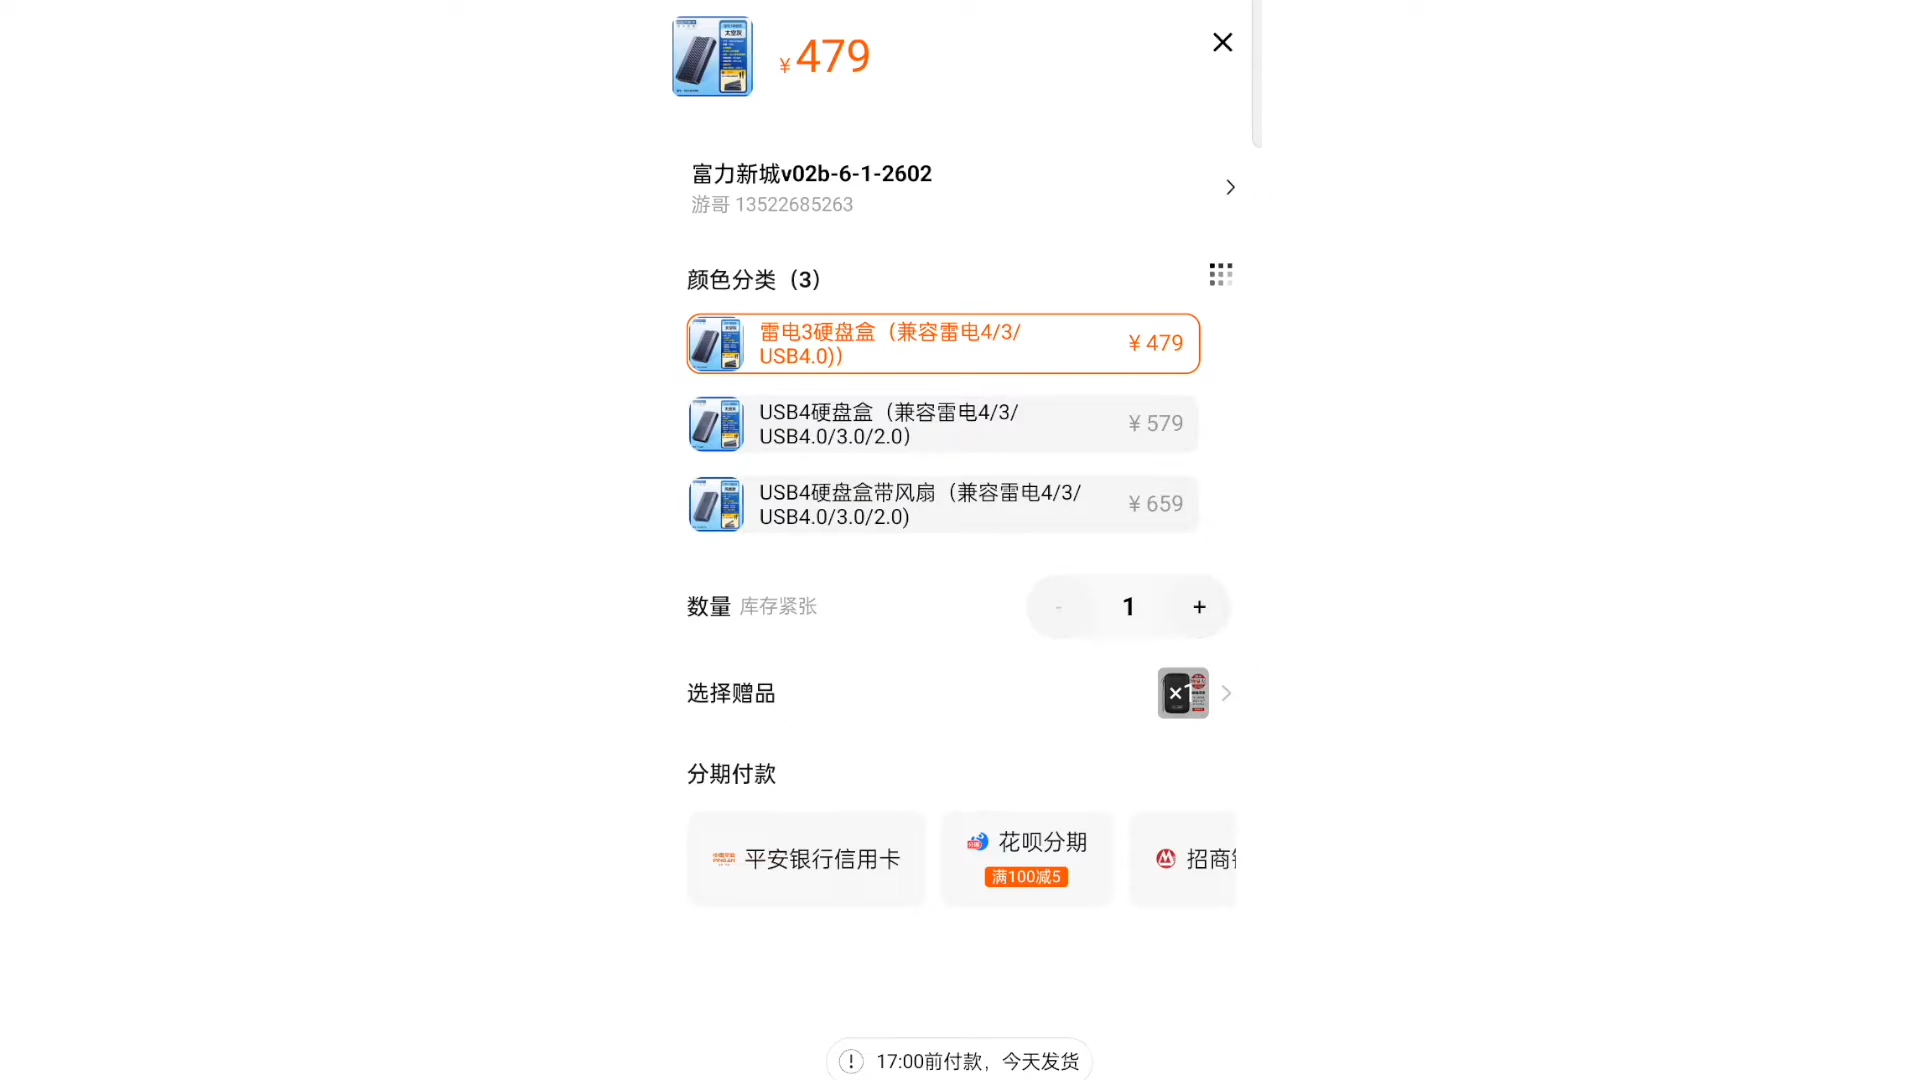 ¥479
富力新城v02b-6-1-2602
游哥 13522685263
颜色分类（3）
雷电3硬盘盒（兼容雷电4/3/
USB4.0)）
¥479
USB4硬盘盒（兼容雷电4/3/
USB4.0/3.0/2.0）
¥579
USB4硬盘盒带风扇（兼容雷电4/3/
USB4.0/3.0/2.0)
¥659
数量 库存紧张
- 1 +
选择赠品
分期付款
平安银行信用卡
花呗分期
满100减5
招商
17:00前付款，今天发货